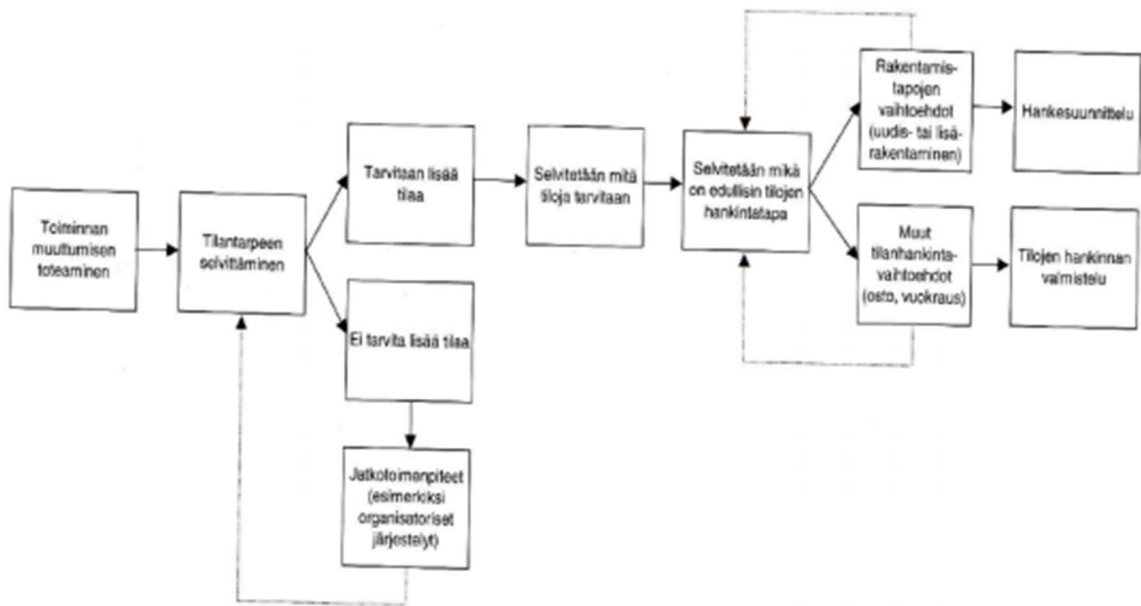 Toiminnan
muuttumisen
toteaminen
Tilantarpeen
selvittäminen
Tarvitaan lisää
tilaa
Ei tarvita lisää tilaa
Jatkotoimenpiteet
(esimerkiksi
organisatoriset
järjestelyt)
Selvitetään mitä
tiloja tarvitaan
Selvitetään mikä
on edullisin tilojen
hankintatapa
Rakentamis-
tapojen
vaihtoehdot
(uudis- tai lisä-
rakentaminen)
Hankesuunnittelu
Muut
tilanhankinta-
vaihtoehdot
(osto, vuokraus)
Tilojen hankinnan
valmistelu